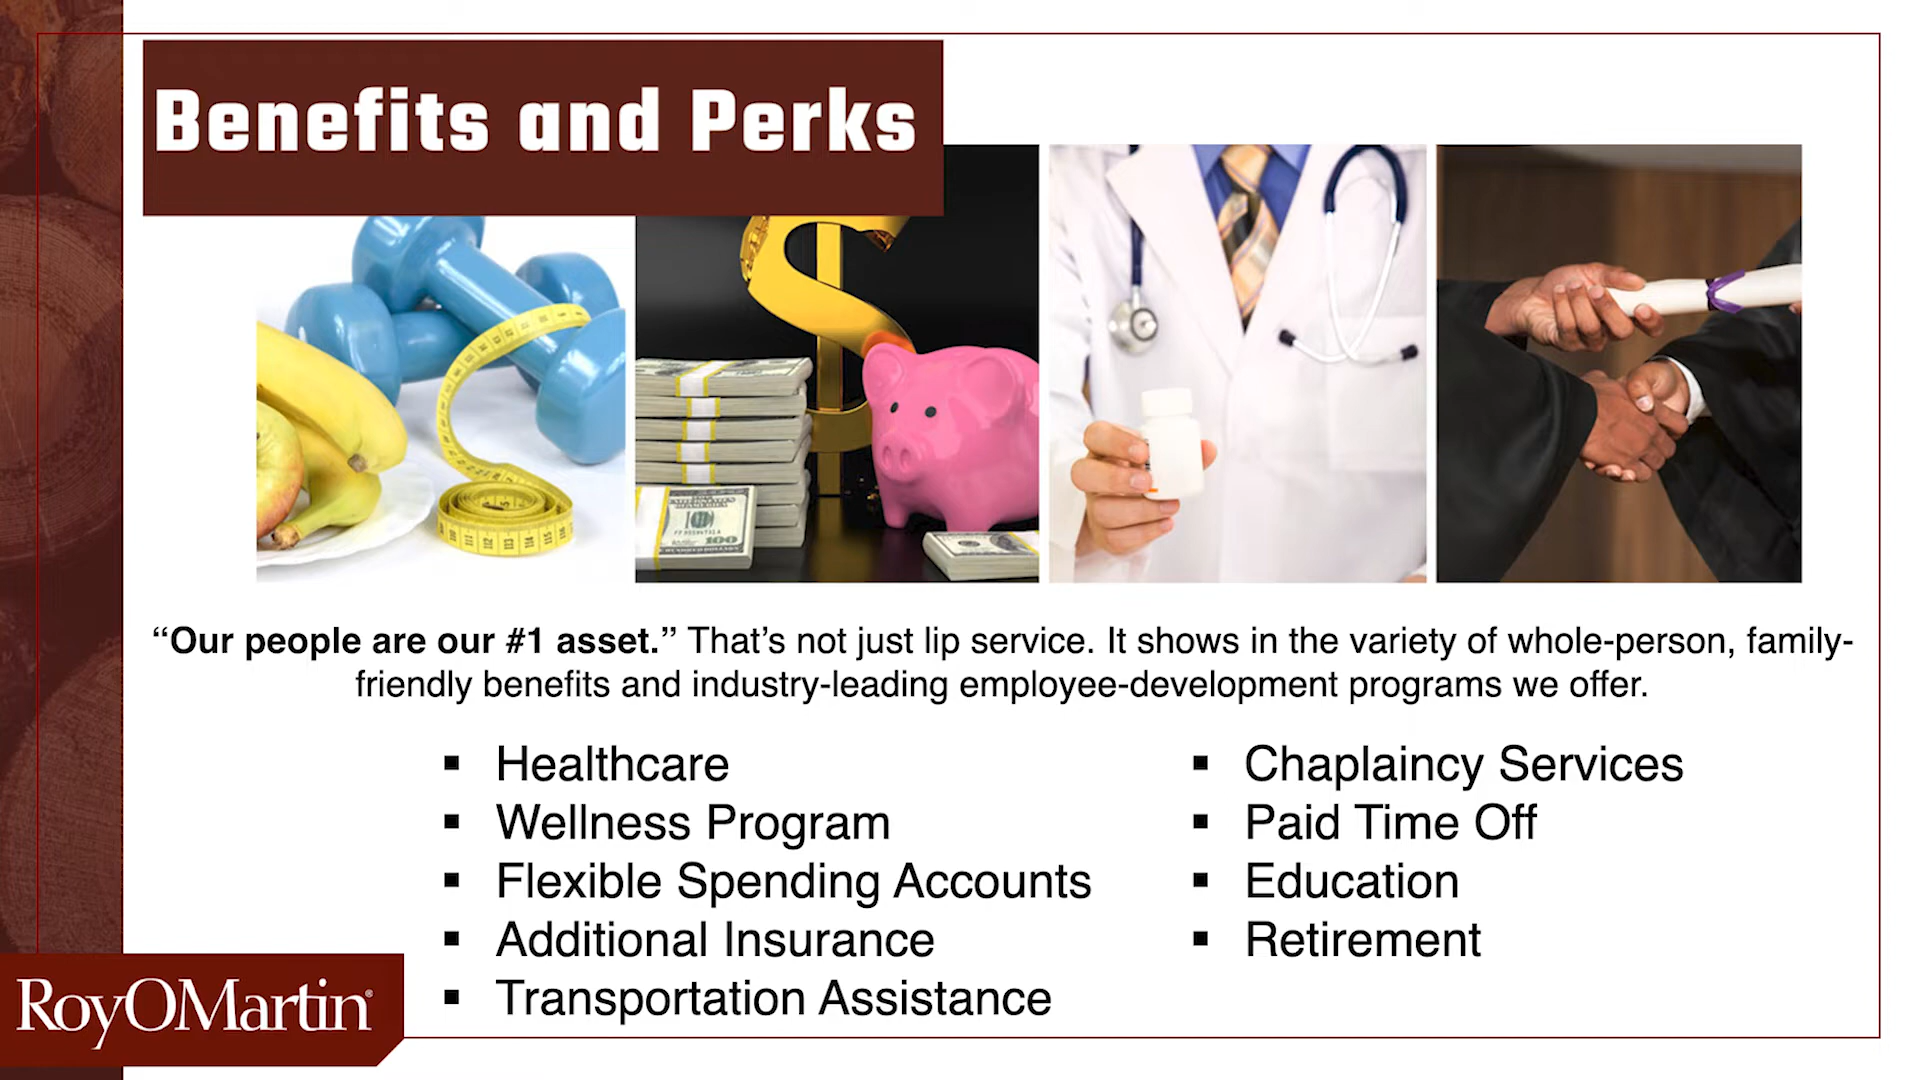 Benefits and Perks
“Our people are our #1 asset.” That’s not just lip service. It shows in the variety of whole-person, family-
friendly benefits and industry-leading employee-development programs we offer.
▪ Healthcare
▪ Wellness Program
▪ Flexible Spending Accounts
▪ Additional Insurance
▪ Transportation Assistance
▪ Chaplaincy Services
▪ Paid Time Off
▪ Education
▪ Retirement
RoyOMartin®